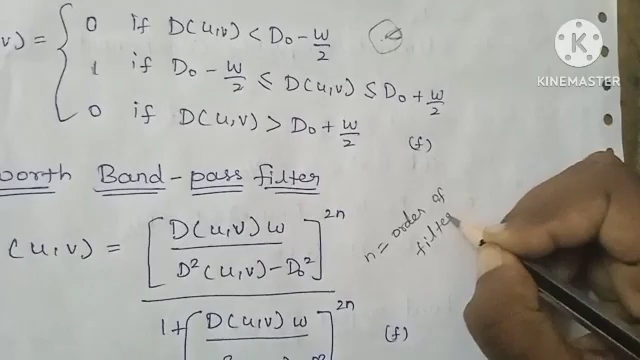 v) = { 0 if D(u,v) < D₀ - w/2
1 if D₀ - w/2 ≤ D(u,v) ≤ D₀ + w/2
0 if D(u,v) > D₀ + w/2 (f)
KINEMASTER
oorth Band-pass filter
(u,v) = [D(u,v) w / D²(u,v) - D₀²]²ⁿ
1+[D(u,v) w
]²ⁿ (f)
n = order of
filter